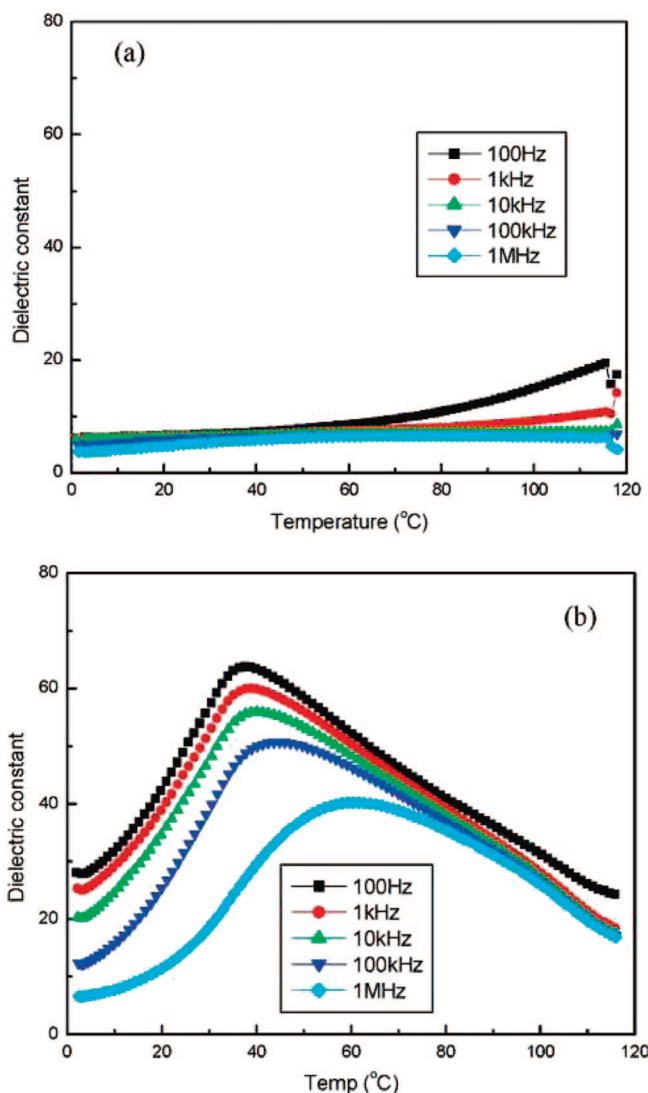 80
(a)
60
100Hz
1kHz
10kHz
100kHz
1MHz
Dielectric constant
40
20
0
0 20 40 60 80 100 120
Temperature (°C)
80
(b)
60
Dielectric constant
40
100Hz
1kHz
10kHz
100kHz
1MHz
20
0
0 20 40 60 80 100 120
Temp (°C)